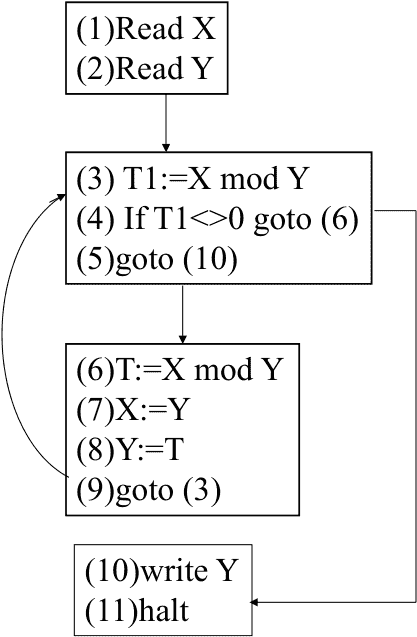 (1)Read X
(2)Read Y
(3) T1:=X mod Y
(4) If T1<>0 goto (6)
(5)goto (10)
(6)T:=X mod Y
(7)X:=Y
(8)Y:=T
(9)goto (3)
(10)write Y
(11)halt